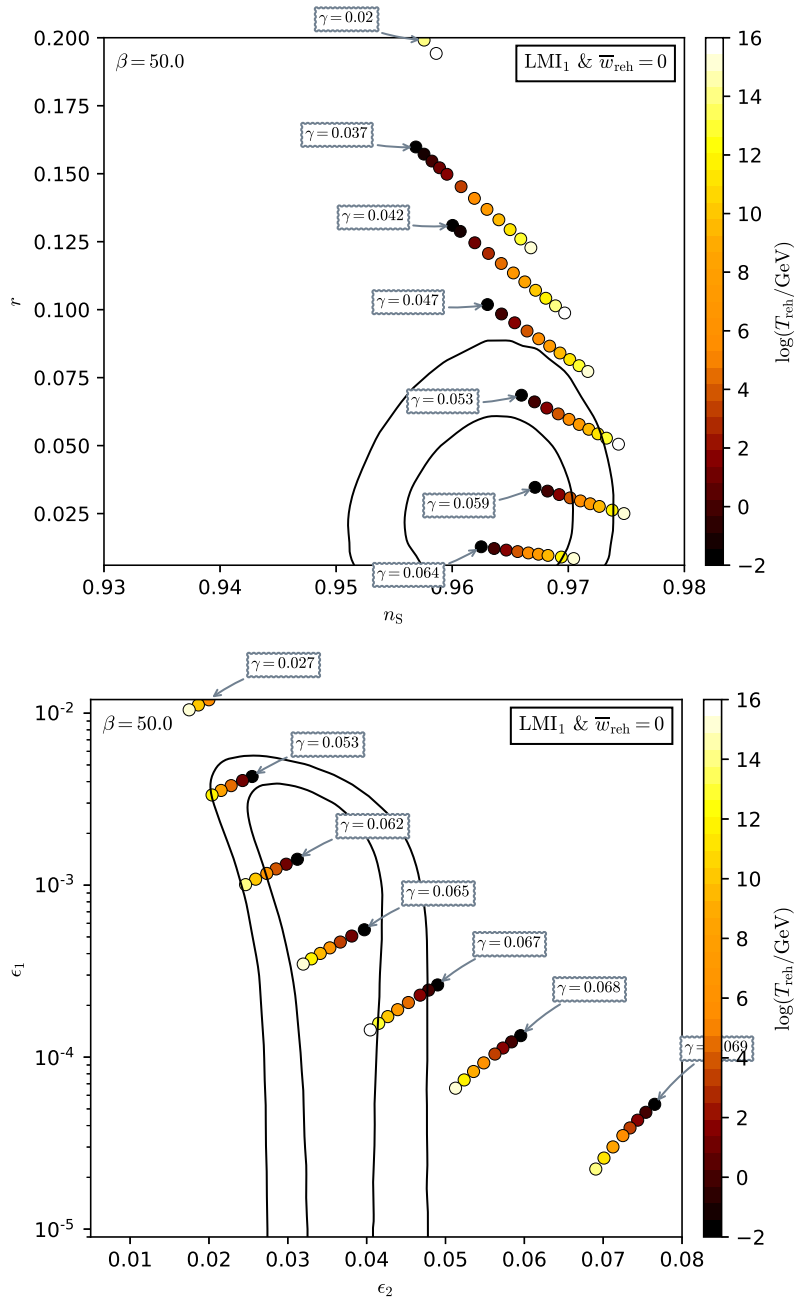 γ = 0.02
β = 50.0
LMI₁ & w̅_reh = 0
γ = 0.037
γ = 0.042
γ = 0.047
γ = 0.053
γ = 0.059
γ = 0.064
0.200
0.175
0.150
0.125
0.100
0.075
0.050
0.025
r
0.93
0.94
0.95
0.96
0.97
0.98
n_S
16
14
12
10
8
6
4
2
0
−2
log(T_reh/GeV)
γ = 0.027
β = 50.0
LMI₁ & w̅_reh = 0
γ = 0.053
γ = 0.062
γ = 0.065
γ = 0.067
γ = 0.068
γ = 0.069
10⁻²
10⁻³
10⁻⁴
10⁻⁵
ϵ₁
0.01
0.02
0.03
0.04
0.05
0.06
0.07
0.08
ϵ₂
16
14
12
10
8
6
4
2
0
−2
log(T_reh/GeV)